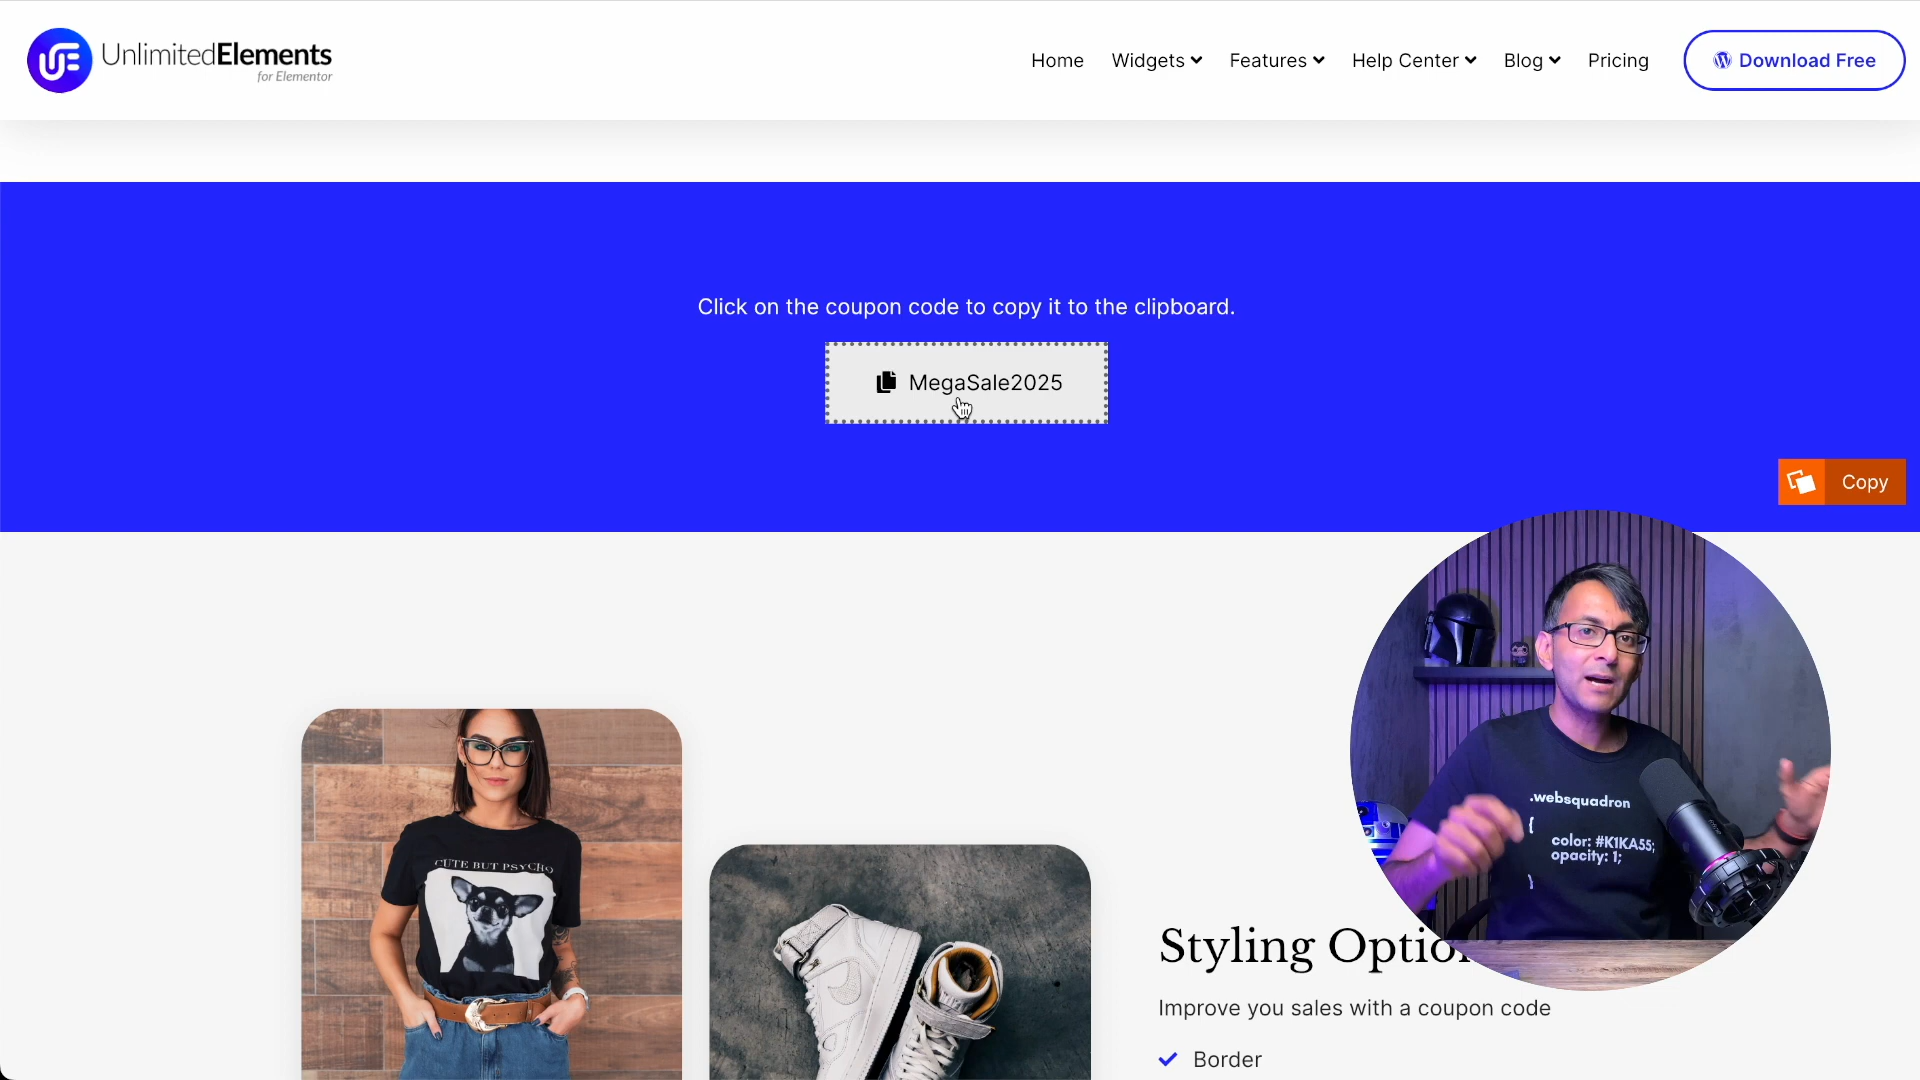 UnlimitedElements
for Elementor
Home
Widgets
Features
Help Center
Blog
Pricing
Download Free
Click on the coupon code to copy it to the clipboard.
MegaSale2025
Copy
CUTE BUT PSYCHO
.websquadron
{
color: #K1KA55;
opacity: 1;
}
Styling Option
Improve you sales with a coupon code
Border